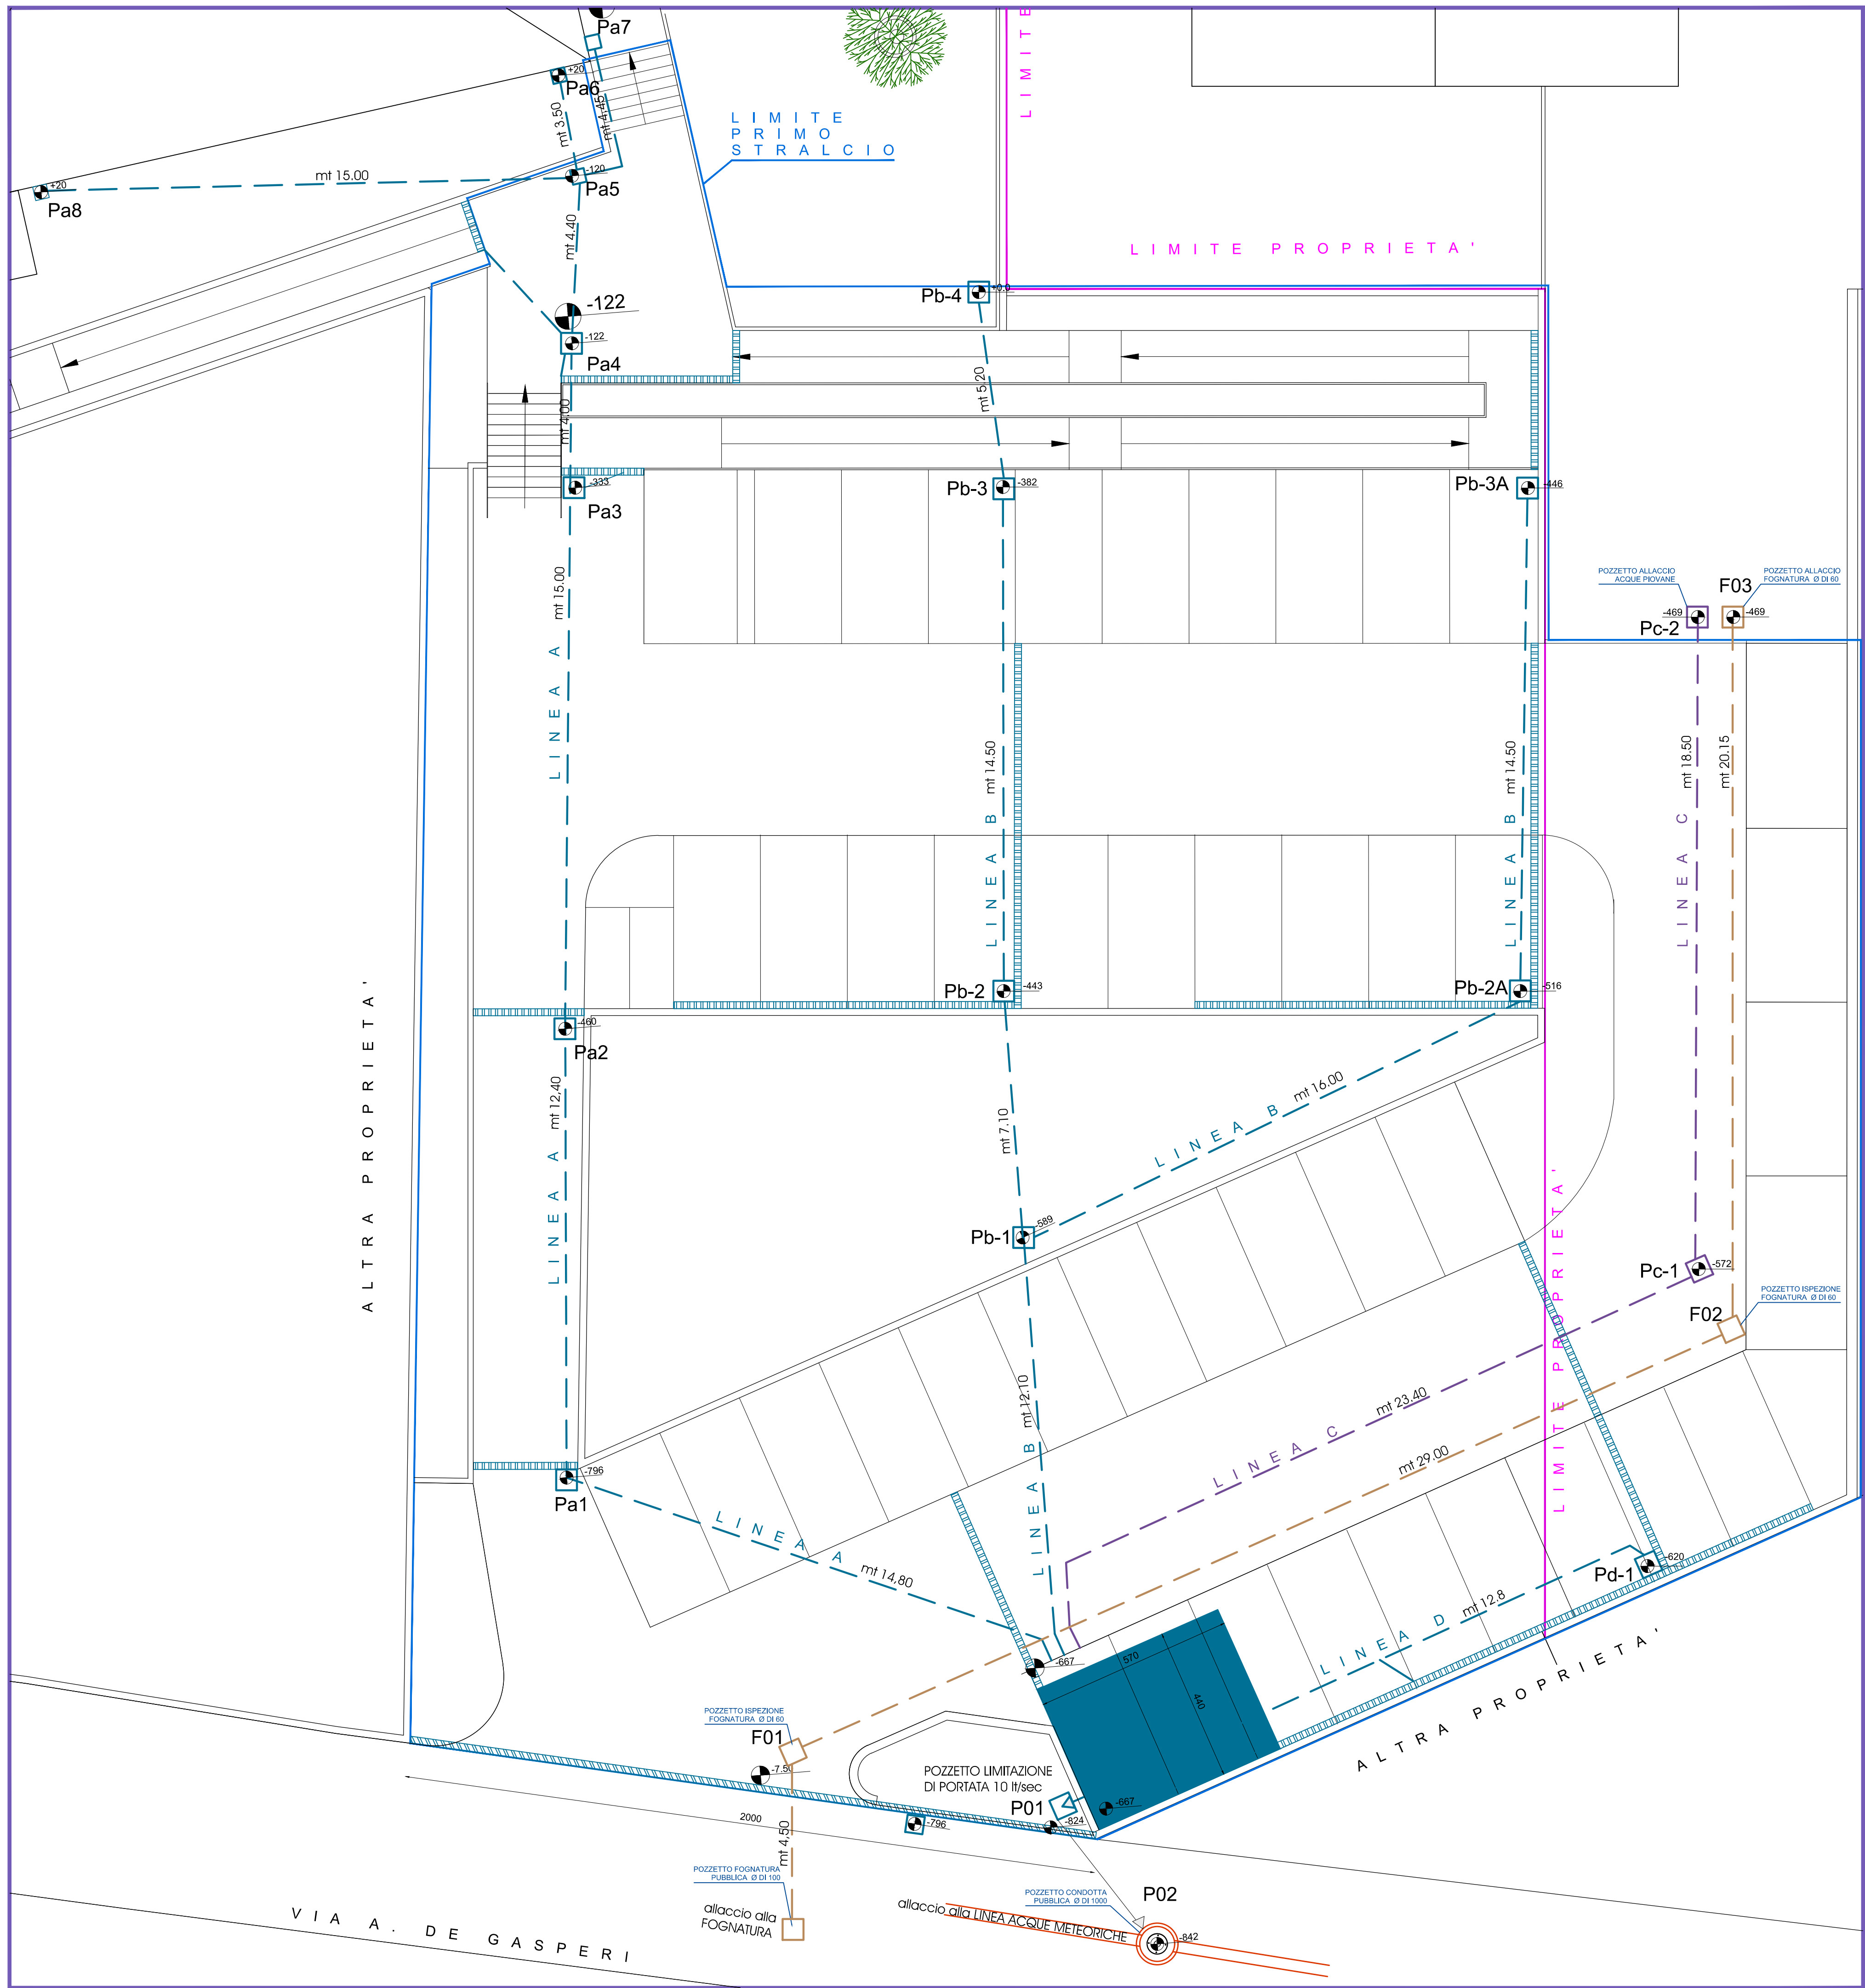 Pa7
+20
Pa6
mt 3.50
mt 4.45
-120
Pa5
mt 15.00
+20
Pa8
LIMITE
PRIMO
STRALCIO
LIMITE
LIMITE PROPRIETA'
mt 4.40
-122
-122
Pa4
mt 4.00
-333
Pa3
Pb-4
+0.0
mt 5.20
Pb-3
-382
Pb-3A
-446
POZZETTO ALLACCIO
ACQUE PIOVANE
POZZETTO ALLACCIO
FOGNATURA Ø DI 60
F03
-469
-469
Pc-2
LINEA A mt 15.00
LINEA B mt 14.50
LINEA B mt 14.50
LINEA C mt 18.50
mt 20.15
Pb-2
-443
Pb-2A
-516
-460
Pa2
ALTRA PROPRIETA'
LINEA A mt 12,40
mt 7.10
LINEA B mt 16.00
Pb-1
-589
Pc-1
-572
POZZETTO ISPEZIONE
FOGNATURA Ø DI 60
F02
LIMITE PROPRIETA'
LINEA B mt 12.10
LINEA C mt 23.40
mt 29.00
-796
Pa1
LINEA A mt 14,80
-620
Pd-1
LINEA D mt 12.8
-667
570
440
ALTRA PROPRIETA'
POZZETTO ISPEZIONE
FOGNATURA Ø DI 60
F01
-7.50
POZZETTO LIMITAZIONE
DI PORTATA 10 lt/sec
P01
-667
-824
-796
2000
mt 4,50
POZZETTO FOGNATURA
PUBBLICA Ø DI 100
allaccio alla
FOGNATURA
POZZETTO CONDOTTA
PUBBLICA Ø DI 1000
P02
allaccio alla LINEA ACQUE METEORICHE
-842
VIA A. DE GASPERI